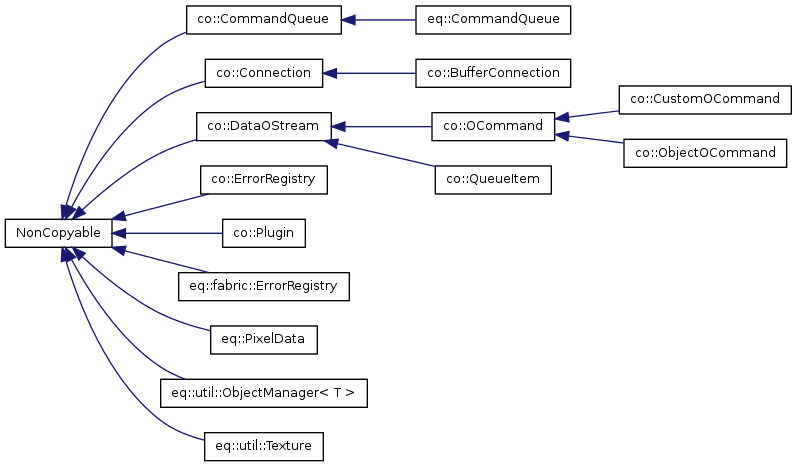 co::CommandQueue
eq::CommandQueue
co::Connection
co::BufferConnection
co::CustomOCommand
co::DataOStream
co::OCommand
co::ObjectOCommand
co::ErrorRegistry
co::QueueItem
NonCopyable
co::Plugin
eq::fabric::ErrorRegistry
eq::PixelData
eq::util::ObjectManager< T >
eq::util::Texture